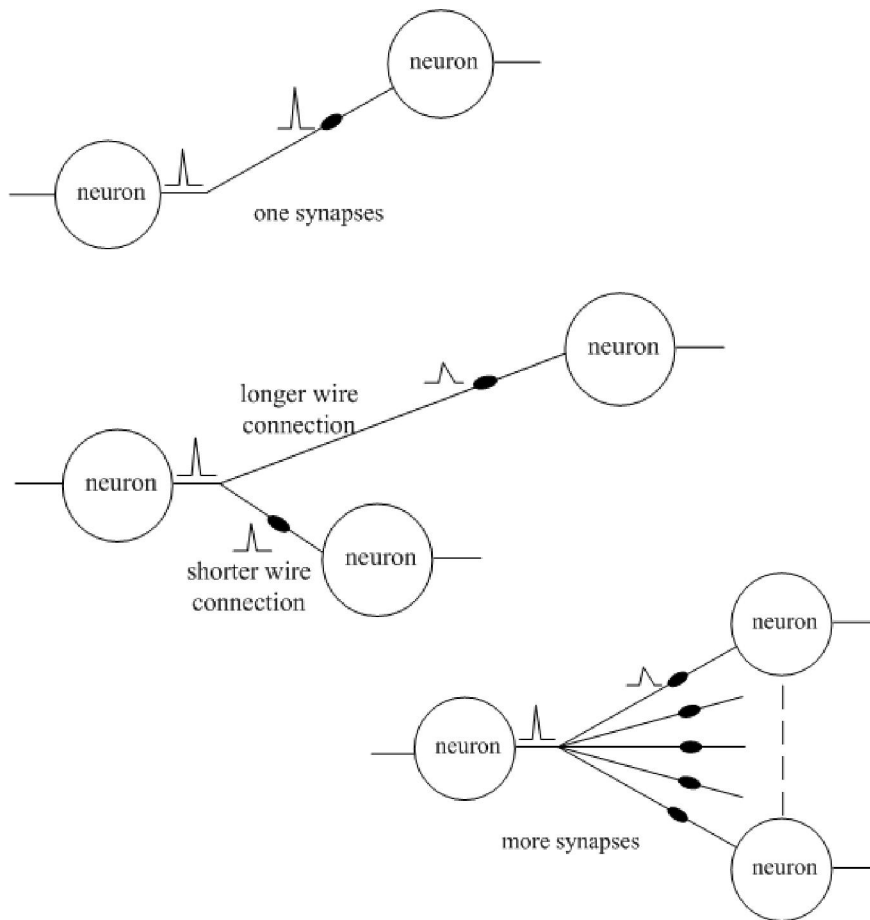 neuron
neuron
one synapses
neuron
longer wire
connection
neuron
neuron
shorter wire
connection
neuron
neuron
more synapses
neuron